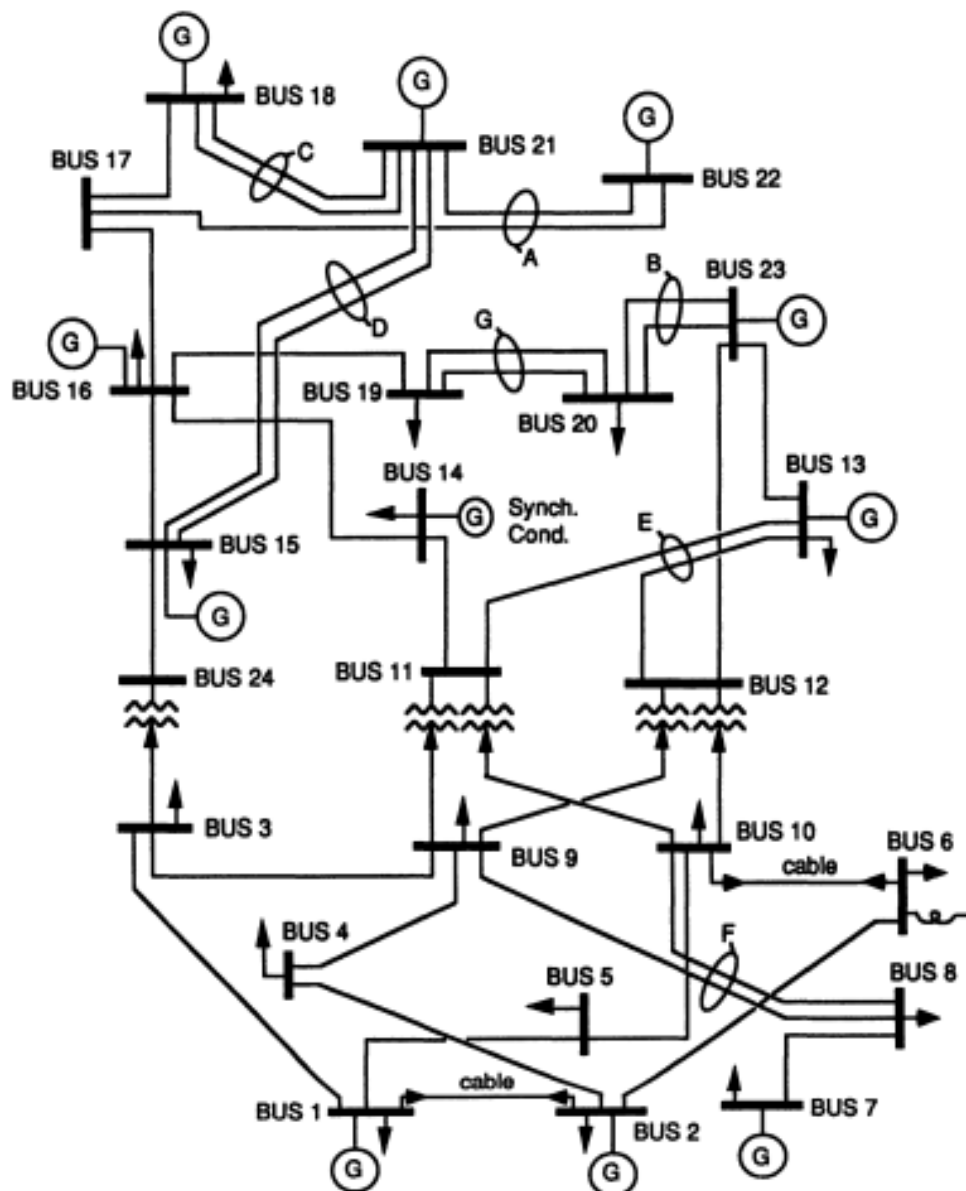 G
G
BUS 18
G
BUS 21
BUS 17
C
BUS 22
A
B
BUS 23
D
G
G
G
BUS 16
BUS 19
BUS 20
BUS 14
BUS 13
G
Synch.
Cond.
E
G
BUS 15
G
BUS 24
BUS 11
BUS 12
BUS 3
BUS 9
BUS 10
BUS 6
cable
BUS 4
F
BUS 5
BUS 8
cable
BUS 1
BUS 2
BUS 7
G
G
G